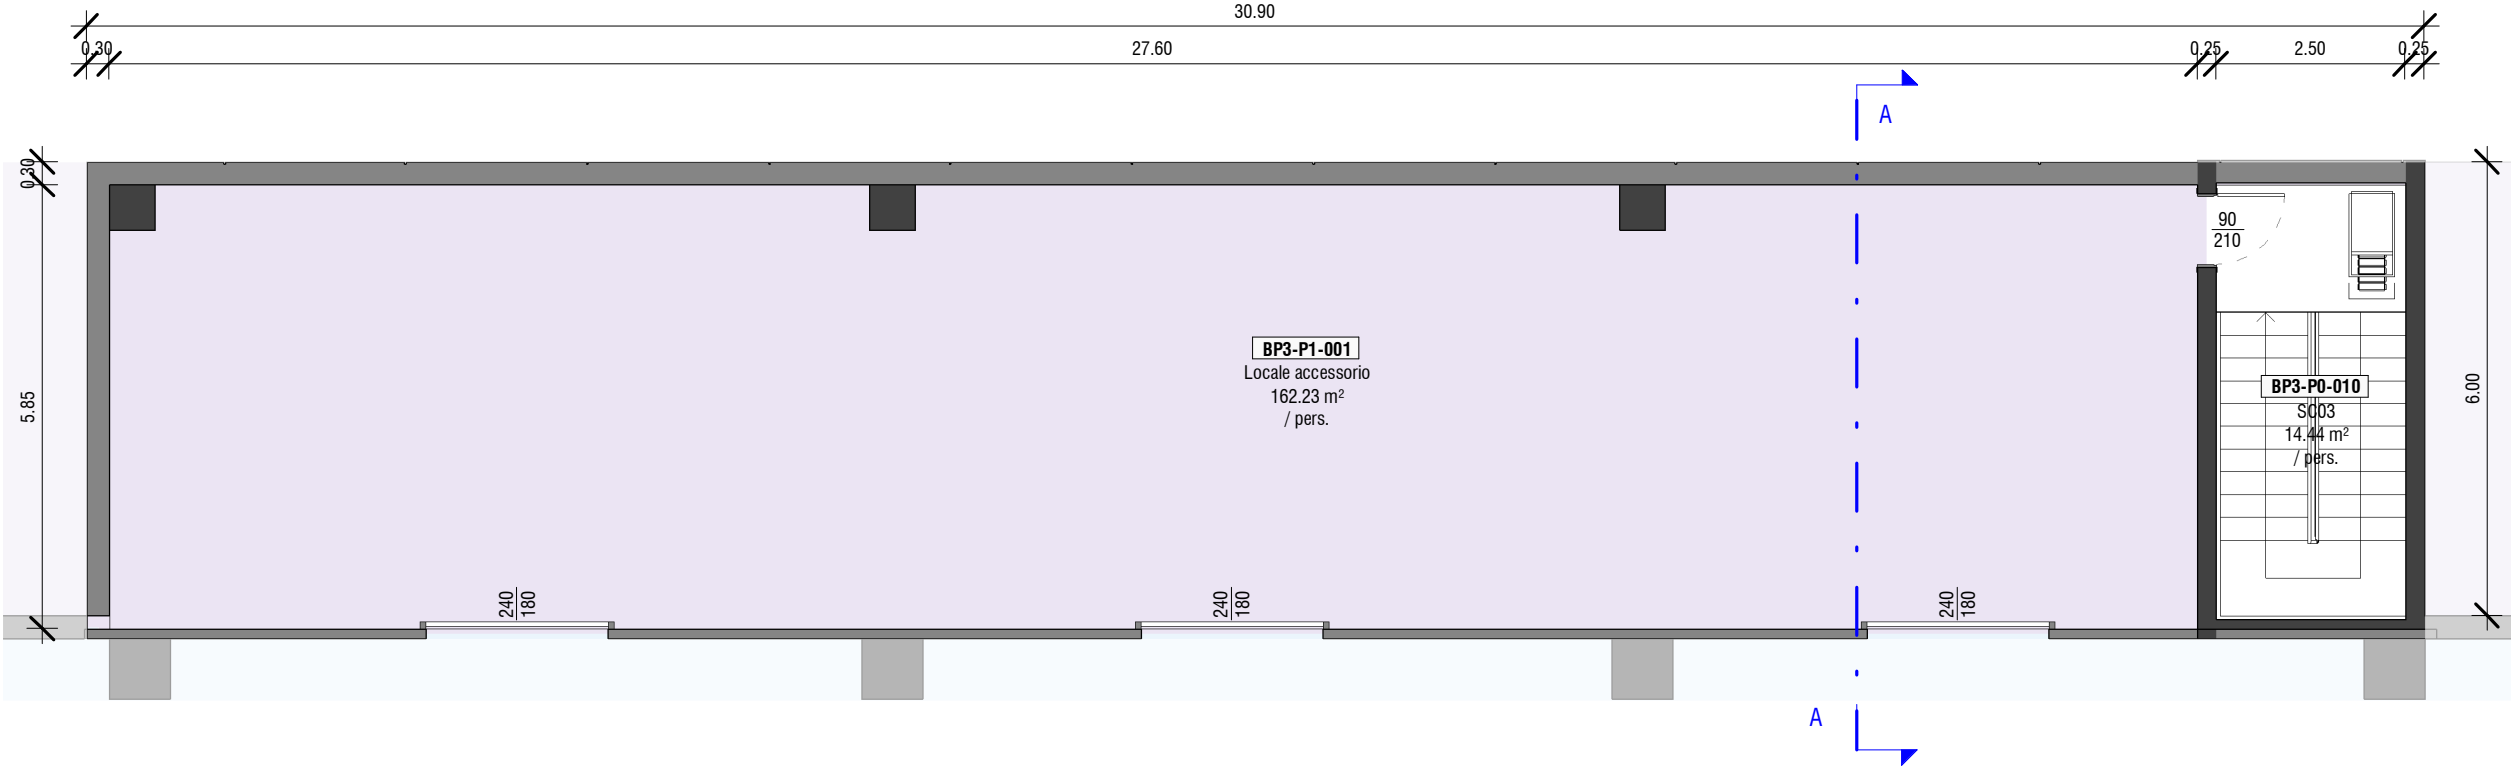 30.90
0.30
27.60
0.25
2.50
0.25
A
0.30
90
210
BP3-P1-001
Locale accessorio
162.23 m²
/ pers.
5.85
6.00
BP3-P0-010
SC03
14.44 m²
/ pers.
240
180
240
180
240
180
A